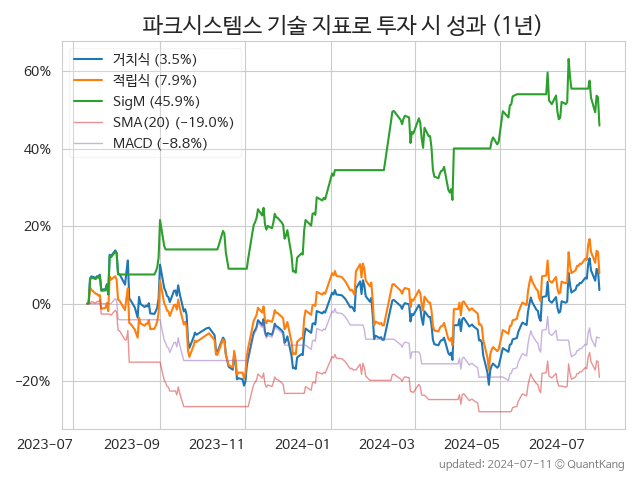 파크시스템스 기술 지표로 투자 시 성과 (1년)
거치식 (3.5%)
적립식 (7.9%)
SigM (45.9%)
SMA(20) (-19.0%)
MACD (-8.8%)
60%
40%
20%
0%
-20%
2023-07 2023-09 2023-11 2024-01 2024-03 2024-05 2024-07
updated: 2024-07-11 © QuantKang